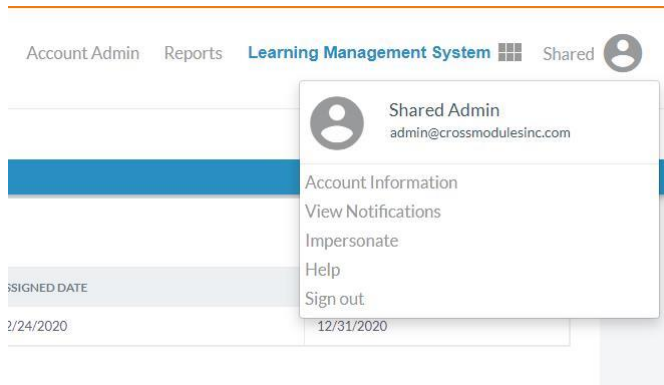 Account Admin Reports Learning Management System Shared
Shared Admin
admin@crossmodulesinc.com
Account Information
View Notifications
Impersonate
Help
Sign out
SSIGNED DATE
2/24/2020 12/31/2020